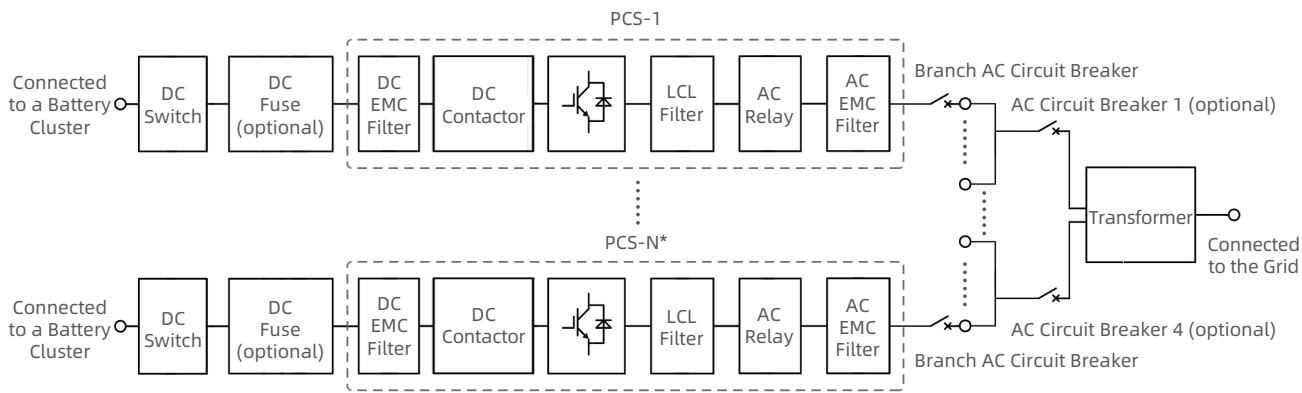 PCS-1
Connected
to a Battery
Cluster
DC
Switch
DC
Fuse
(optional)
DC
EMC
Filter
DC
Contactor
LCL
Filter
AC
Relay
AC
EMC
Filter
Branch AC Circuit Breaker
AC Circuit Breaker 1 (optional)
Transformer
Connected
to the Grid
PCS-N*
Connected
to a Battery
Cluster
DC
Switch
DC
Fuse
(optional)
DC
EMC
Filter
DC
Contactor
LCL
Filter
AC
Relay
AC
EMC
Filter
AC Circuit Breaker 4 (optional)
Branch AC Circuit Breaker